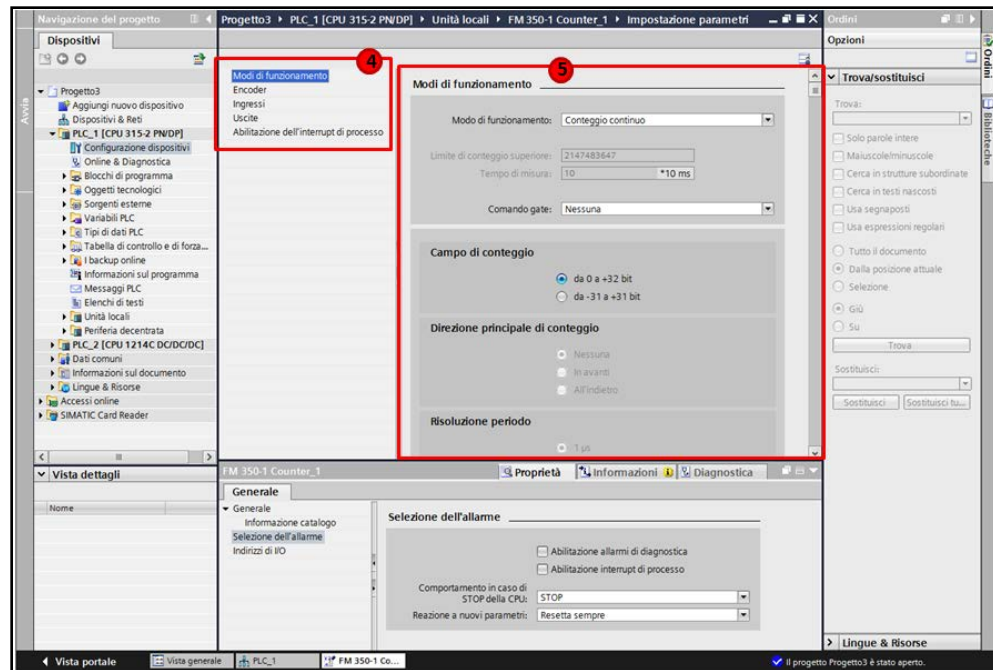 Navigazione del progetto
Progetto3 ▸ PLC_1 [CPU 315-2 PN/DP] ▸ Unità locali ▸ FM 350-1 Counter_1 ▸ Impostazione parametri
Ordini
Dispositivi
Opzioni
Avvia
Progetto3
Aggiungi nuovo dispositivo
Dispositivi & Reti
PLC_1 [CPU 315-2 PN/DP]
Configurazione dispositivi
Online & Diagnostica
Blocchi di programma
Oggetti tecnologici
Sorgenti esterne
Variabili PLC
Tipi di dati PLC
Tabella di controllo e di forza...
I backup online
Informazioni sul programma
Messaggi PLC
Elenchi di testi
Unità locali
Periferia decentrata
PLC_2 [CPU 1214C DC/DC/DC]
Dati comuni
Informazioni sul documento
Lingue & Risorse
Accessi online
SIMATIC Card Reader
Vista dettagli
Nome
4
Modi di funzionamento
Encoder
Ingressi
Uscite
Abilitazione dell'interrupt di processo
5
Modi di funzionamento
Modo di funzionamento: Conteggio continuo
Limite di conteggio superiore: 2147483647
Tempo di misura: 10 *10 ms
Comando gate: Nessuna
Campo di conteggio
da 0 a +32 bit
da -31 a +31 bit
Direzione principale di conteggio
Nessuna
In avanti
All'indietro
Risoluzione periodo
1 µs
FM 350-1 Counter_1
Proprietà
Informazioni
Diagnostica
Generale
Generale
Informazione catalogo
Selezione dell'allarme
Indirizzi di I/O
Selezione dell'allarme
Abilitazione allarmi di diagnostica
Abilitazione interrupt di processo
Comportamento in caso di
STOP della CPU: STOP
Reazione a nuovi parametri: Resetta sempre
Trova/sostituisci
Trova:
Solo parole intere
Maiuscole/minuscole
Cerca in strutture subordinate
Cerca in testi nascosti
Usa segnaposti
Usa espressioni regolari
Tutto il documento
Dalla posizione attuale
Selezione
Giù
Su
Trova
Sostituisci:
Sostituisci
Sostituisci tu...
Lingue & Risorse
Ordini
Biblioteche
Vista portale
Vista generale
PLC_1
FM 350-1 Co...
Il progetto Progetto3 è stato aperto.